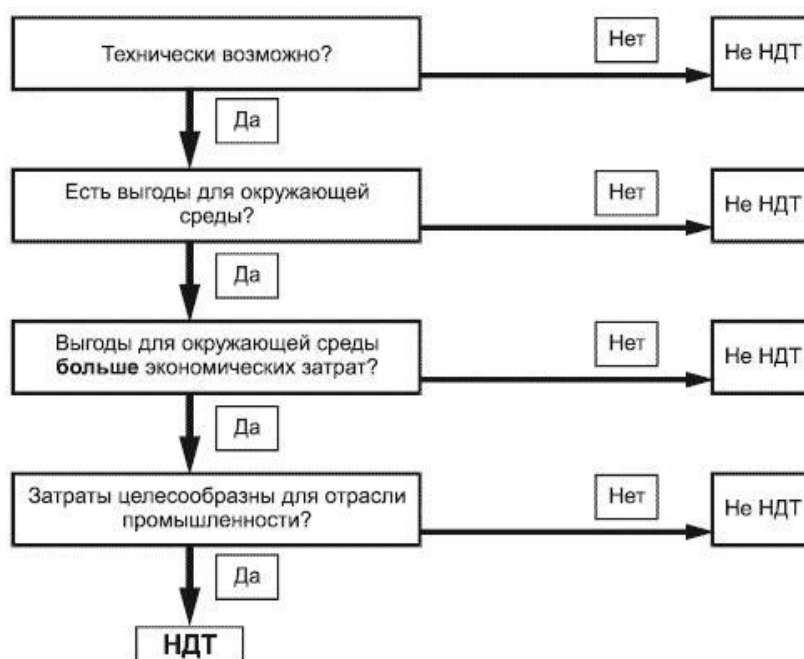 Технически возможно?
Нет
Не НДТ
Да
Есть выгоды для окружающей
среды?
Нет
Не НДТ
Да
Выгоды для окружающей среды
больше экономических затрат?
Нет
Не НДТ
Да
Затраты целесообразны для отрасли
промышленности?
Нет
Не НДТ
Да
НДТ